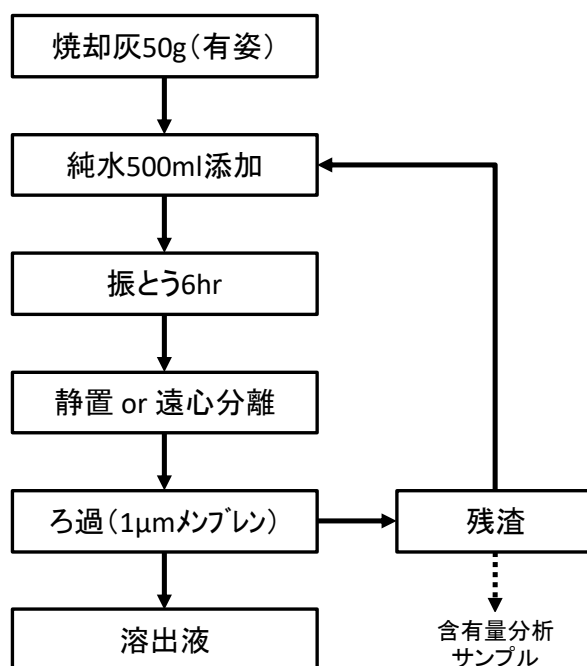 焼却灰50g（有姿）
純水500ml添加
振とう6hr
静置 or 遠心分離
ろ過（1μmメンブレン）
残渣
溶出液
含有量分析
サンプル